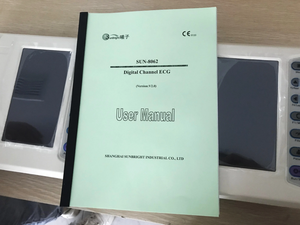 CE
SUN-8062
Digital Channel ECG
User Manual
SHANGHAI SUNBRIGHT INDUSTRIAL CO., LTD